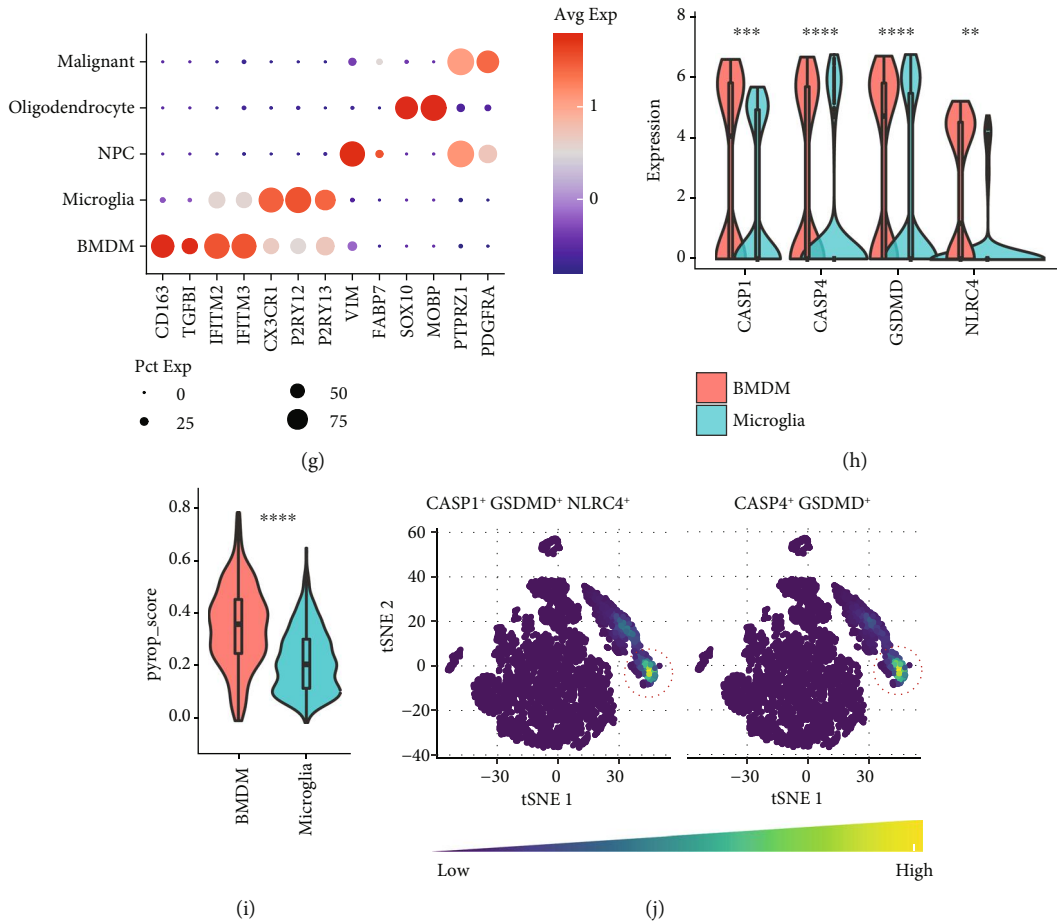 Avg Exp
Malignant
Oligodendrocyte
NPC
Microglia
BMDM
1
0
CD163
TGFBI
IFITM2
IFITM3
CX3CR1
P2RY12
P2RY13
VIM
FABP7
SOX10
MOBP
PTPRZ1
PDGFRA
Pct Exp
0
25
50
75
(g)
Expression
8
6
4
2
0
***
****
****
**
CASP1
CASP4
GSDMD
NLRC4
BMDM
Microglia
(h)
pyrop_score
0.8
0.6
0.4
0.2
0.0
****
BMDM
Microglia
(i)
CASP1+ GSDMD+ NLRC4+
CASP4+ GSDMD+
tSNE 2
60
40
20
0
−20
−40
−30 0 30
−30 0 30
tSNE 1
tSNE 1
Low
High
(j)